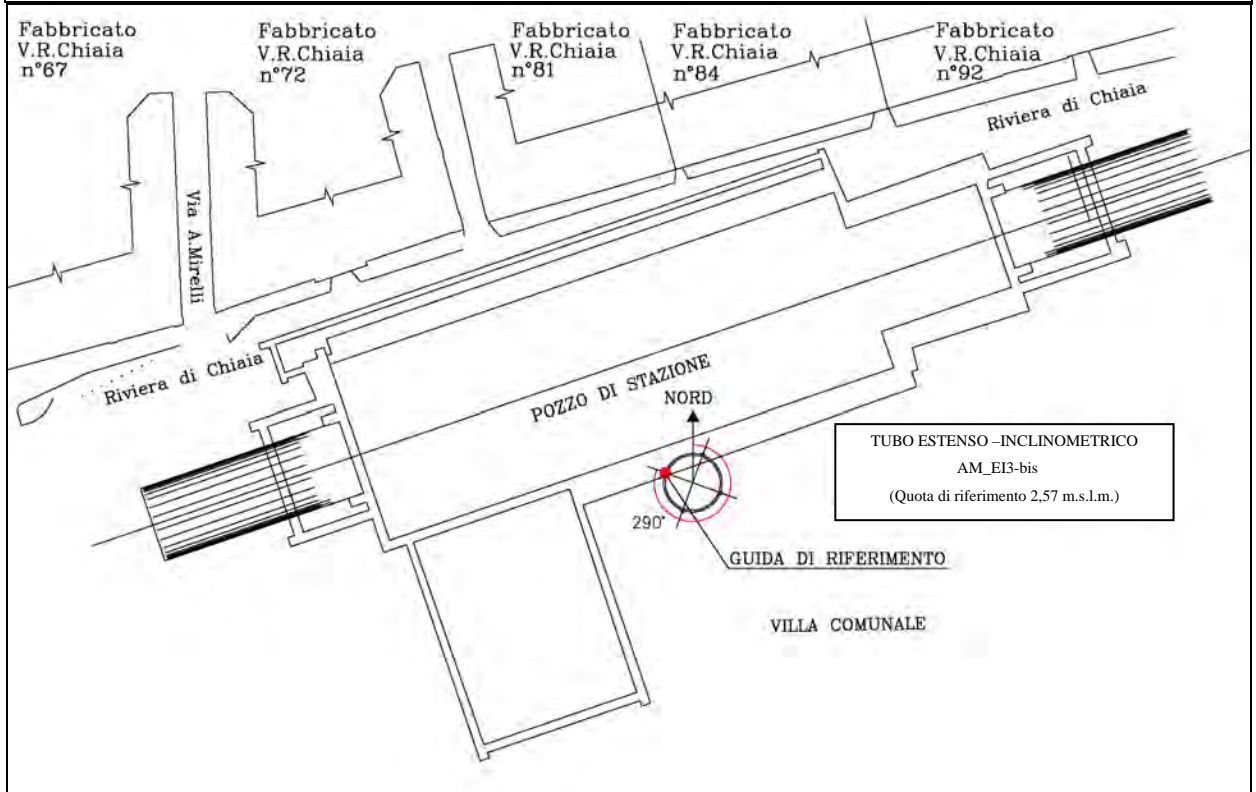 Fabbricato
V.R.Chiaia
n°67
Fabbricato
V.R.Chiaia
n°72
Fabbricato
V.R.Chiaia
n°81
Fabbricato
V.R.Chiaia
n°84
Fabbricato
V.R.Chiaia
n°92
Riviera di Chiaia
Via A.Mirelli
Riviera di Chiaia
POZZO DI STAZIONE
NORD
TUBO ESTENSO –INCLINOMETRICO
AM_EI3-bis
(Quota di riferimento 2,57 m.s.l.m.)
290°
GUIDA DI RIFERIMENTO
VILLA COMUNALE